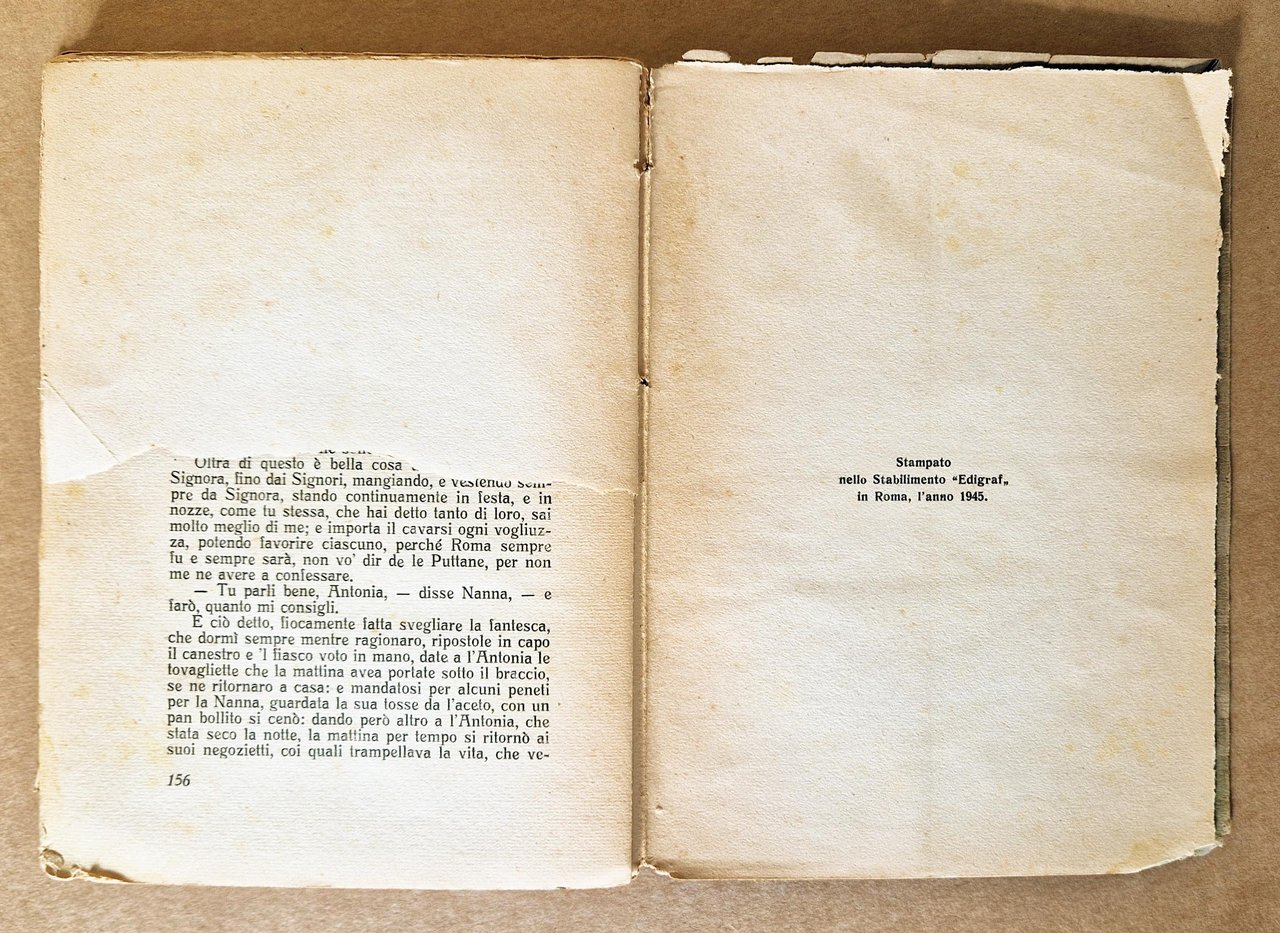 Oltra di questo è bella cosa
Signora, fino dai Signori, mangiando, e vestendo sem-
pre da Signora, stando continuamente in festa, e in
nozze, come tu stessa, che hai detto tanto di loro, sai
molto meglio di me; e importa il cavarsi ogni vogliuz-
za, potendo favorire ciascuno, perché Roma sempre
fu e sempre sarà, non vo' dir de le Puttane, per non
me ne avere a confessare.
— Tu parli bene, Antonia, — disse Nanna, — e
farò, quanto mi consigli.
E ciò detto, fiocamente fatta svegliare la fantesca,
che dormì sempre mentre ragionaro, ripostole in capo
il canestro e 'l fiasco voto in mano, date a l'Antonia le
tovagliette che la mattina avea portate sotto il braccio,
se ne ritornaro a casa: e mandatosi per alcuni peneti
per la Nanna, guardata la sua tosse da l'aceto, con un
pan bollito si cenò: dando però altro a l'Antonia, che
stata seco la notte, la mattina per tempo si ritornò ai
suoi negozietti, coi quali trampellava la vita, che ve-
156
Stampato
nello Stabilimento "Edigraf„
in Roma, l'anno 1945.